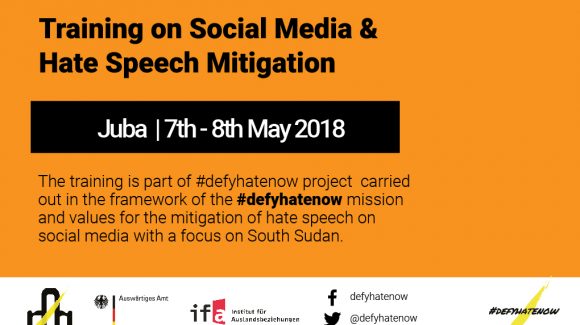 Training on Social Media &
Hate Speech Mitigation
Juba | 7th - 8th May 2018
The training is part of #defyhatenow project carried
out in the framework of the #defyhatenow mission
and values for the mitigation of hate speech on
social media with a focus on South Sudan.
Auswärtiges Amt
ifa Institut für
Auslandsbeziehungen
defyhatenow
@defyhatenow
#DEFYHATENOW